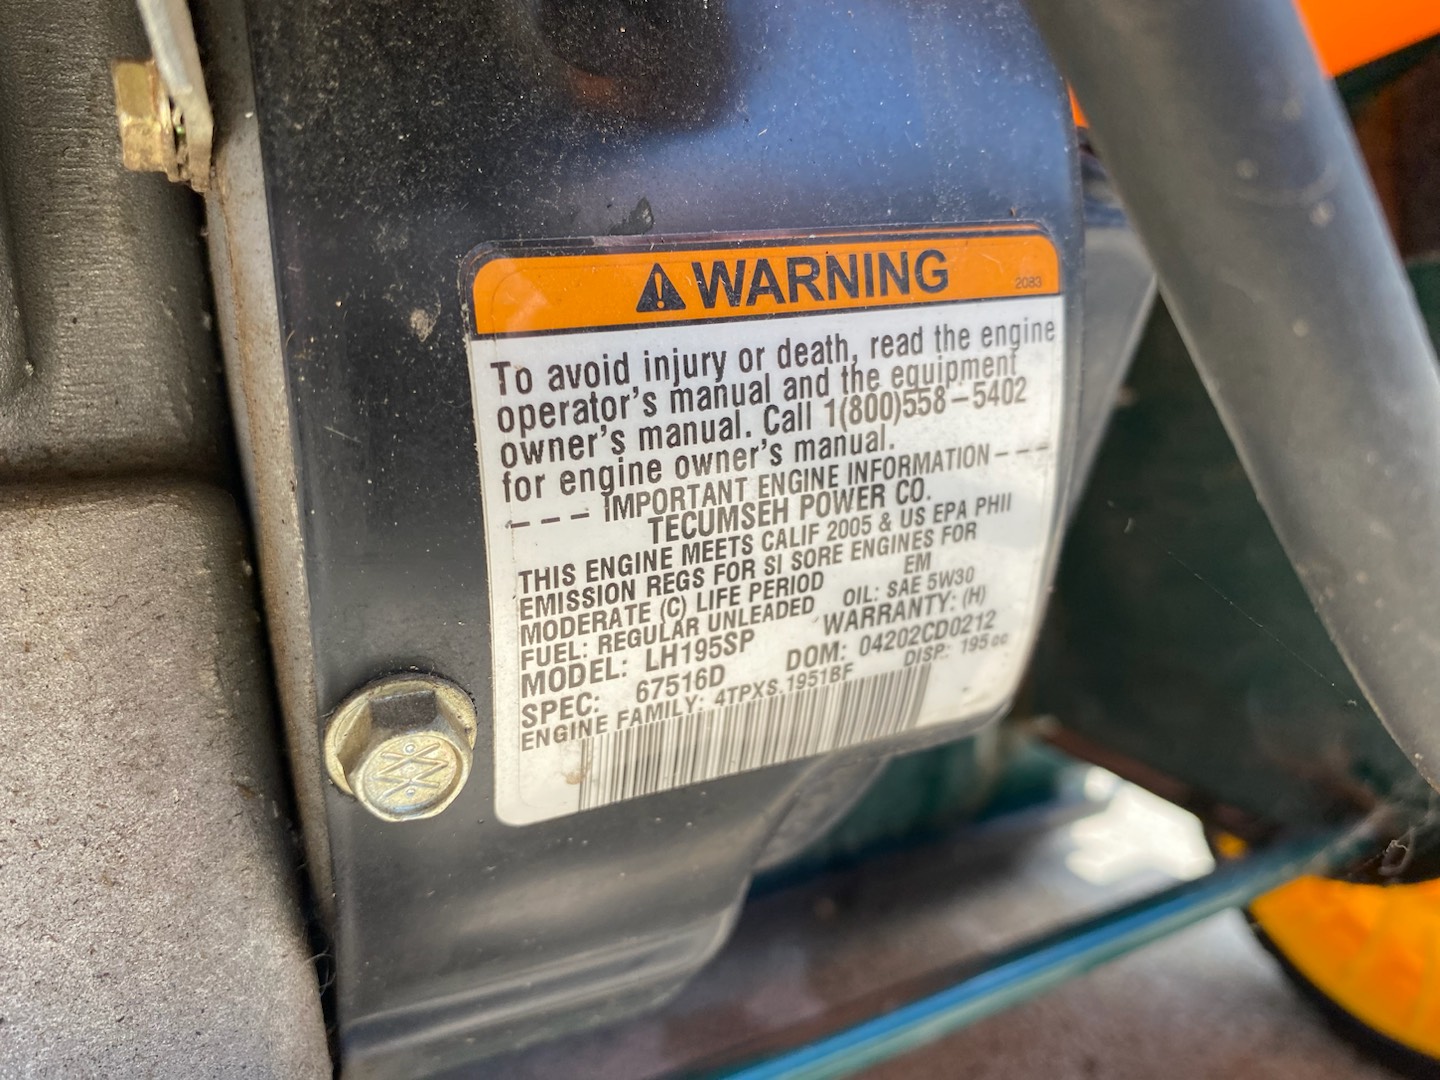 WARNING
2083
To avoid injury or death, read the engine
operator's manual and the equipment
owner's manual. Call 1(800)558-5402
for engine owner's manual.
--- IMPORTANT ENGINE INFORMATION ---
TECUMSEH POWER CO.
THIS ENGINE MEETS CALIF 2005 & US EPA PHII
EMISSION REGS FOR SI SORE ENGINES FOR
MODERATE (C) LIFE PERIOD EM
FUEL: REGULAR UNLEADED OIL: SAE 5W30
MODEL: LH195SP WARRANTY: (H)
SPEC: 67516D DOM: 04202CD0212
ENGINE FAMILY: 4TPXS.1951BF DISP.: 195cc